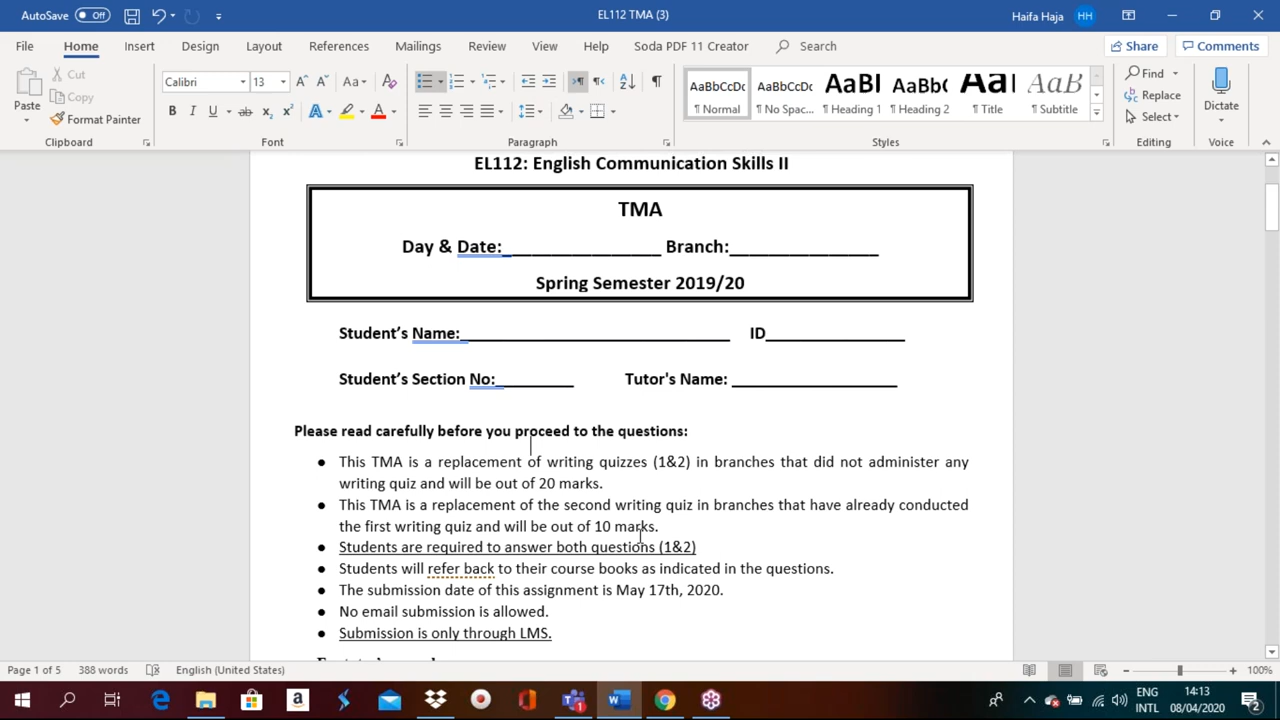 AutoSave Off EL112 TMA (3) Haifa Haja HH
File Home Insert Design Layout References Mailings Review View Help Soda PDF 11 Creator Search Share Comments
Cut
Copy
Format Painter
Paste
Calibri 13
AaBbCcDc AaBbCcDc AaBl AaBbC AaI AaBbC
¶ Normal ¶ No Spac... ¶ Heading 1 ¶ Heading 2 ¶ Title ¶ Subtitle
Find
Replace
Select
Dictate
Clipboard Font Paragraph Styles Editing Voice
EL112: English Communication Skills II
TMA
Day & Date:__________________ Branch:_________________
Spring Semester 2019/20
Student’s Name:_______________________________ ID________________
Student’s Section No:_________ Tutor's Name: ___________________
Please read carefully before you proceed to the questions:
● This TMA is a replacement of writing quizzes (1&2) in branches that did not administer any
writing quiz and will be out of 20 marks.
● This TMA is a replacement of the second writing quiz in branches that have already conducted
the first writing quiz and will be out of 10 marks.
● Students are required to answer both questions (1&2)
● Students will refer back to their course books as indicated in the questions.
● The submission date of this assignment is May 17th, 2020.
● No email submission is allowed.
● Submission is only through LMS.
Page 1 of 5 388 words English (United States) 100%
ENG
INTL
14:13
08/04/2020